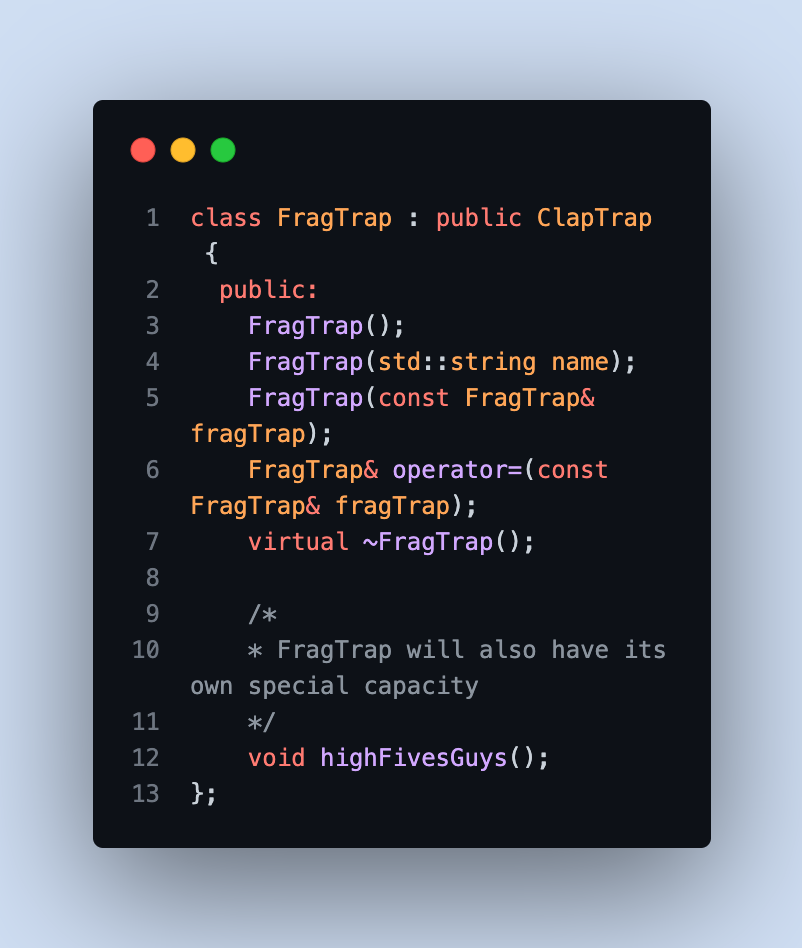 1 class FragTrap : public ClapTrap
{
2 public:
3 FragTrap();
4 FragTrap(std::string name);
5 FragTrap(const FragTrap&
fragTrap);
6 FragTrap& operator=(const
FragTrap& fragTrap);
7 virtual ~FragTrap();
8
9 /*
10 * FragTrap will also have its
own special capacity
11 */
12 void highFivesGuys();
13 };